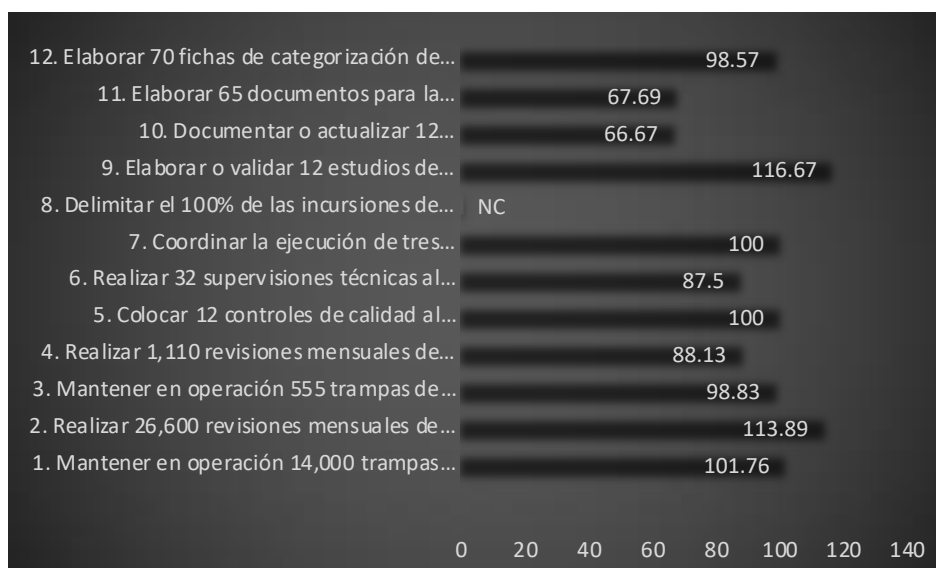 12. Elaborar 70 fichas de categorización de... 98.57
11. Elaborar 65 documentos para la... 67.69
10. Documentar o actualizar 12... 66.67
9. Elaborar o validar 12 estudios de... 116.67
8. Delimitar el 100% de las incursiones de... NC
7. Coordinar la ejecución de tres... 100
6. Realizar 32 supervisiones técnicas al... 87.5
5. Colocar 12 controles de calidad al... 100
4. Realizar 1,110 revisiones mensuales de... 88.13
3. Mantener en operación 555 trampas de... 98.83
2. Realizar 26,600 revisiones mensuales de... 113.89
1. Mantener en operación 14,000 trampas... 101.76
0 20 40 60 80 100 120 140